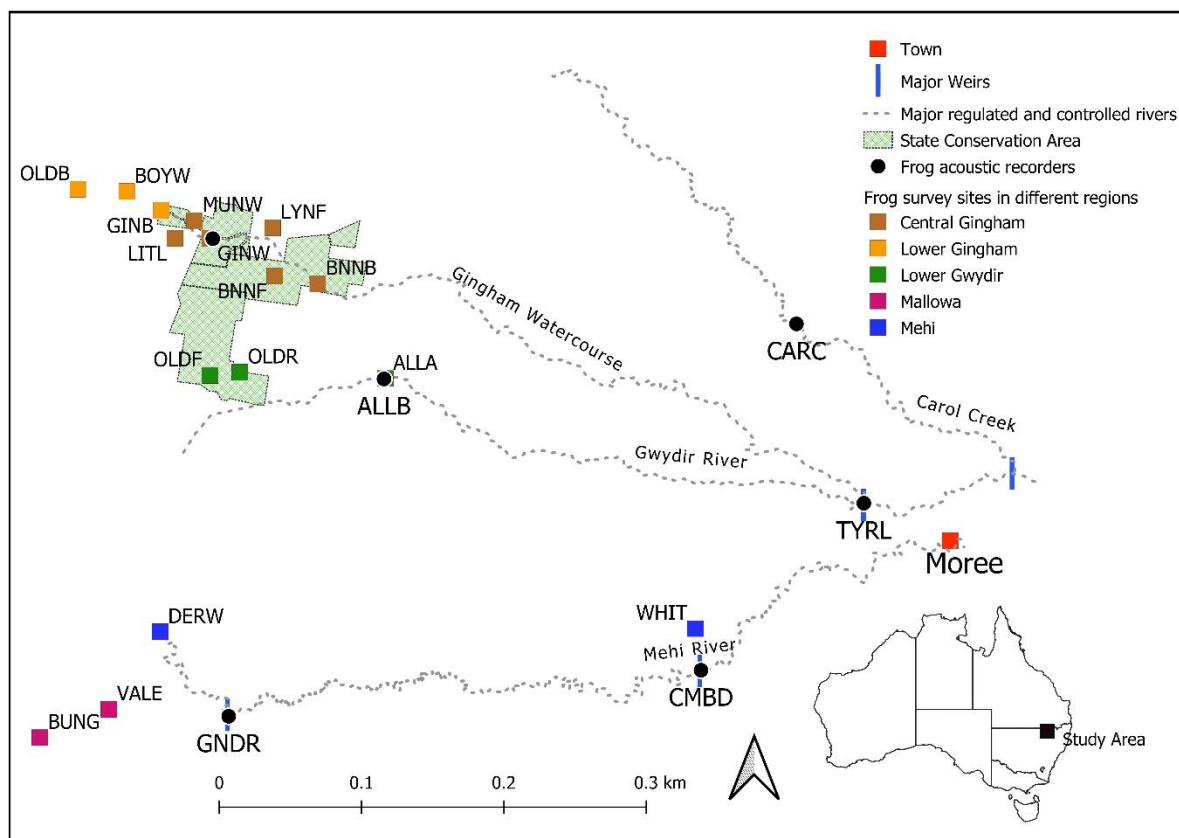 Town
Major Weirs
Major regulated and controlled rivers
State Conservation Area
Frog acoustic recorders
Frog survey sites in different regions
Central Gingham
Lower Gingham
Lower Gwydir
Mallowa
Mehi
OLDB
BOYW
MUNW
LYNF
GINB
LITL
GINW
BNNB
BNNF
Gingham Watercourse
CARC
OLDF
OLDR
ALLA
ALLB
Carol Creek
Gwydir River
TYRL
Moree
DERW
WHIT
Mehi River
VALE
CMBD
BUNG
GNDR
Study Area
0 0.1 0.2 0.3 km